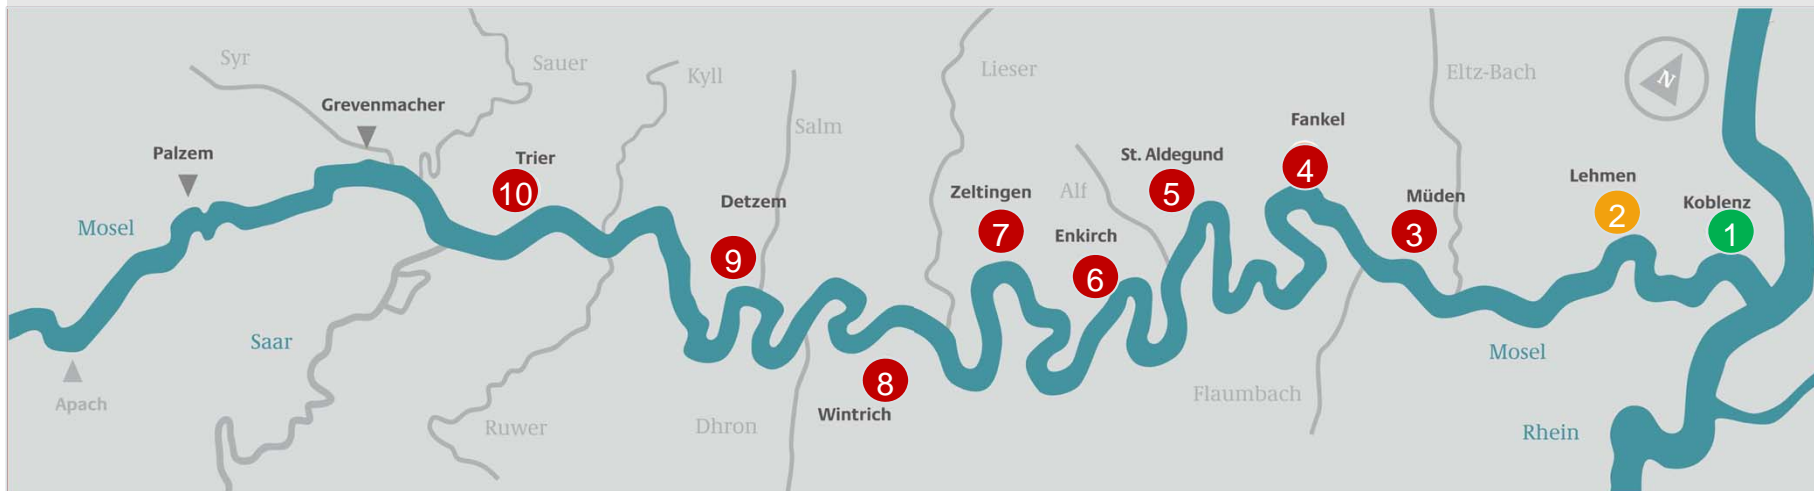 Syr
Sauer
Kyll
Lieser
Eltz-Bach
N
Grevenmacher
Fankel
4
Salm
Palzem
Trier
10
St. Aldegund
5
Alf
Zeltingen
7
Lehmen
2
Müden
3
Koblenz
1
Detzem
9
Mosel
Enkirch
6
Saar
Mosel
8
Wintrich
Apach
Flaumbach
Ruwer
Dhron
Rhein